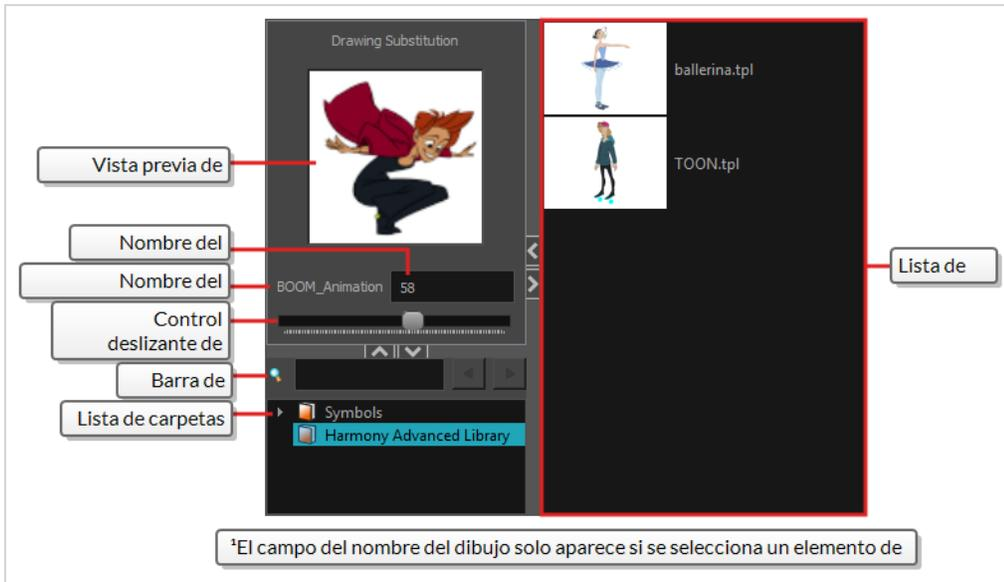 Drawing Substitution
ballerina.tpl
TOON.tpl
Vista previa de
Nombre del
Nombre del
BOOM_Animation
58
Lista de
Control
deslizante de
Barra de
Lista de carpetas
Symbols
Harmony Advanced Library
¹El campo del nombre del dibujo solo aparece si se selecciona un elemento de